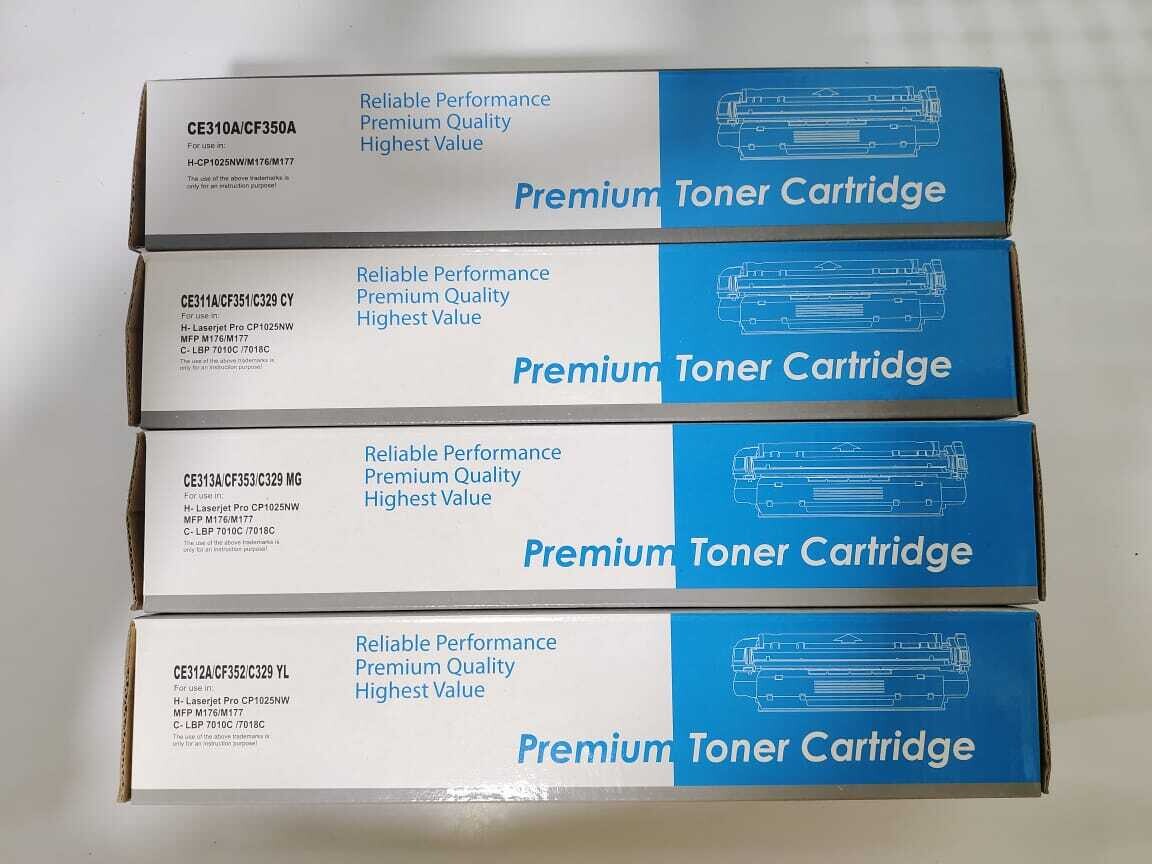 CE310A/CF350A
For use in:
H-CP1025NW/M176/M177
The use of the above trademarks is
only for an instruction purpose!
Reliable Performance
Premium Quality
Highest Value
Premium Toner Cartridge
CE311A/CF351/C329 CY
For use in:
H- Laserjet Pro CP1025NW
MFP M176/M177
C- LBP 7010C /7018C
The use of the above trademarks is
only for an instruction purpose!
Reliable Performance
Premium Quality
Highest Value
Premium Toner Cartridge
CE313A/CF353/C329 MG
For use in:
H- Laserjet Pro CP1025NW
MFP M176/M177
C- LBP 7010C /7018C
The use of the above trademarks is
only for an instruction purpose!
Reliable Performance
Premium Quality
Highest Value
Premium Toner Cartridge
CE312A/CF352/C329 YL
For use in:
H- Laserjet Pro CP1025NW
MFP M176/M177
C- LBP 7010C /7018C
The use of the above trademarks is
only for an instruction purpose!
Reliable Performance
Premium Quality
Highest Value
Premium Toner Cartridge